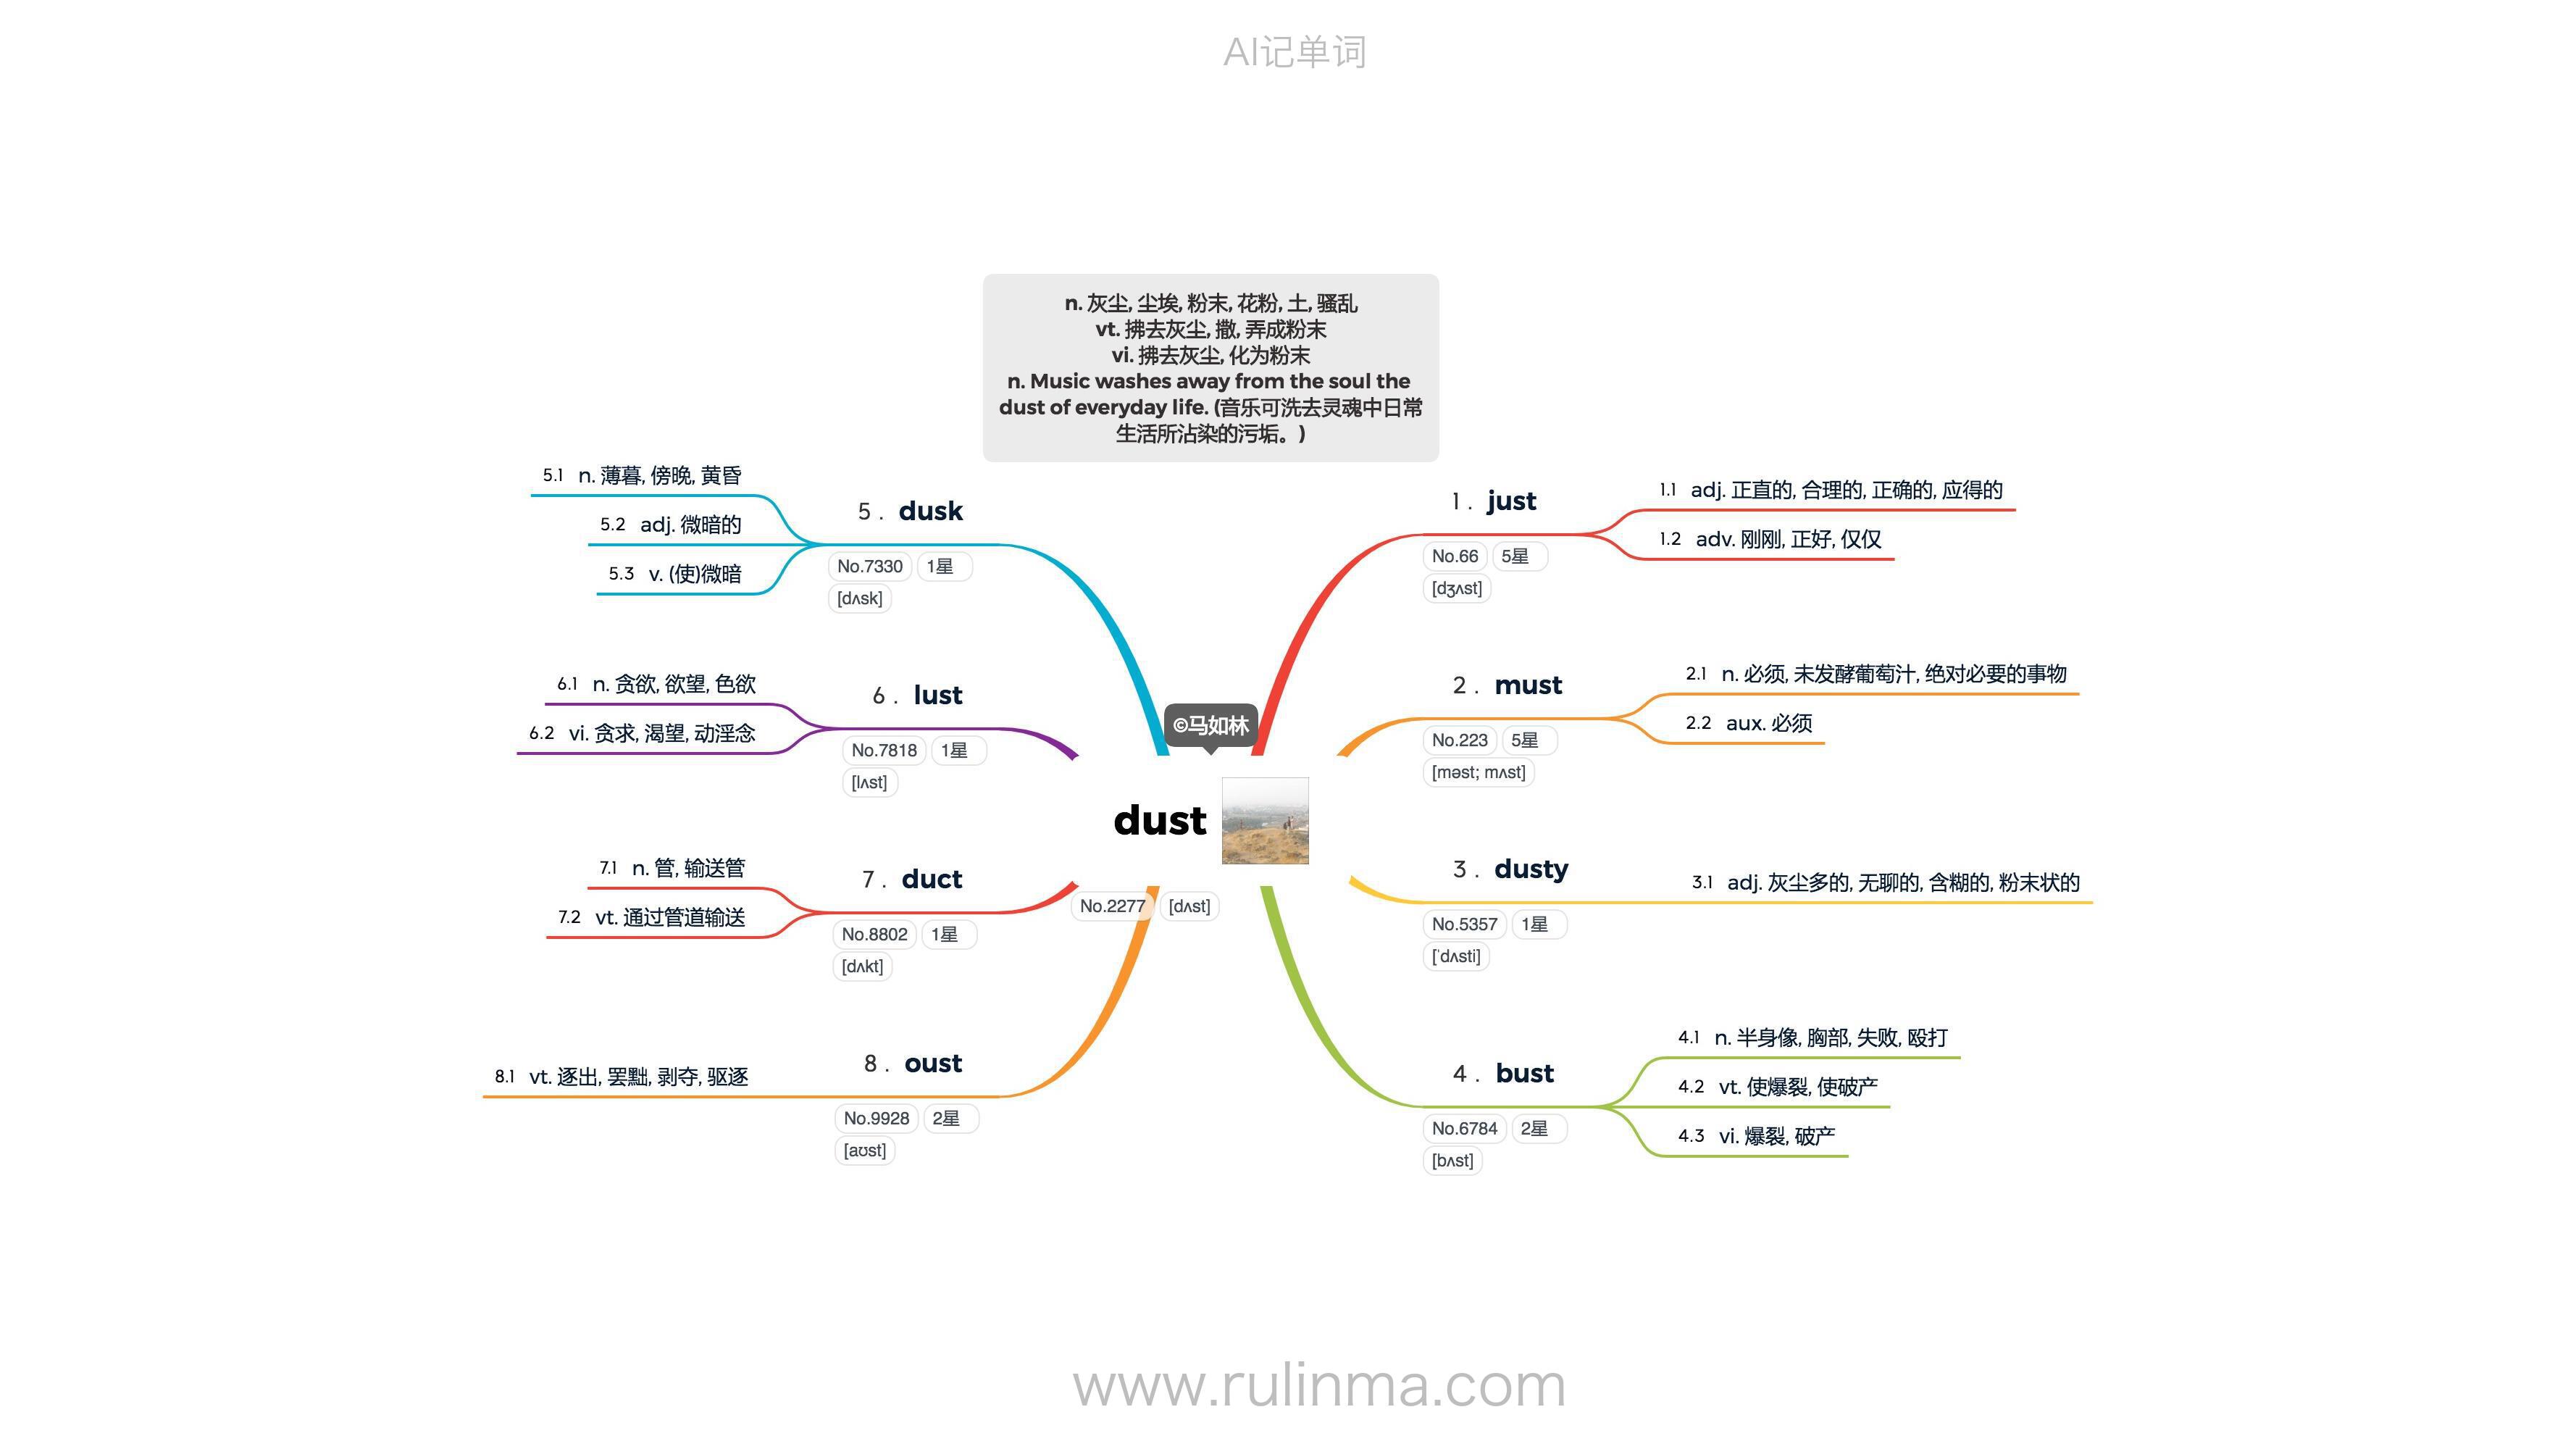 AI记单词
n. 灰尘, 尘埃, 粉末, 花粉, 土, 骚乱
vt. 拂去灰尘, 撒, 弄成粉末
vi. 拂去灰尘, 化为粉末
n. Music washes away from the soul the
dust of everyday life. (音乐可洗去灵魂中日常
生活所沾染的污垢。)
©马如林
dust
No.2277 [dʌst]
1 . just
No.66 5星
[dʒʌst]
1.1 adj. 正直的, 合理的, 正确的, 应得的
1.2 adv. 刚刚, 正好, 仅仅
2 . must
No.223 5星
[məst; mʌst]
2.1 n. 必须, 未发酵葡萄汁, 绝对必要的事物
2.2 aux. 必须
3 . dusty
No.5357 1星
[ˈdʌsti]
3.1 adj. 灰尘多的, 无聊的, 含糊的, 粉末状的
4 . bust
No.6784 2星
[bʌst]
4.1 n. 半身像, 胸部, 失败, 殴打
4.2 vt. 使爆裂, 使破产
4.3 vi. 爆裂, 破产
5 . dusk
No.7330 1星
[dʌsk]
5.1 n. 薄暮, 傍晚, 黄昏
5.2 adj. 微暗的
5.3 v. (使)微暗
6 . lust
No.7818 1星
[lʌst]
6.1 n. 贪欲, 欲望, 色欲
6.2 vi. 贪求, 渴望, 动淫念
7 . duct
No.8802 1星
[dʌkt]
7.1 n. 管, 输送管
7.2 vt. 通过管道输送
8 . oust
No.9928 2星
[aʊst]
8.1 vt. 逐出, 罢黜, 剥夺, 驱逐
www.rulinma.com